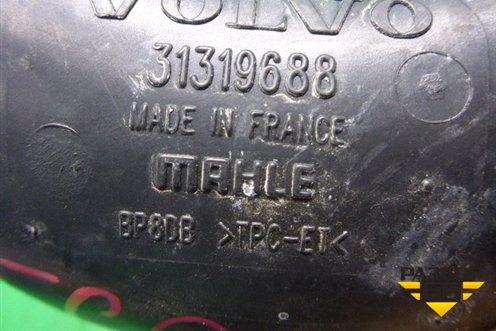 VOLVO
31319688
MADE IN FRANCE
MAHLE
BP8DB >TPC-ET<